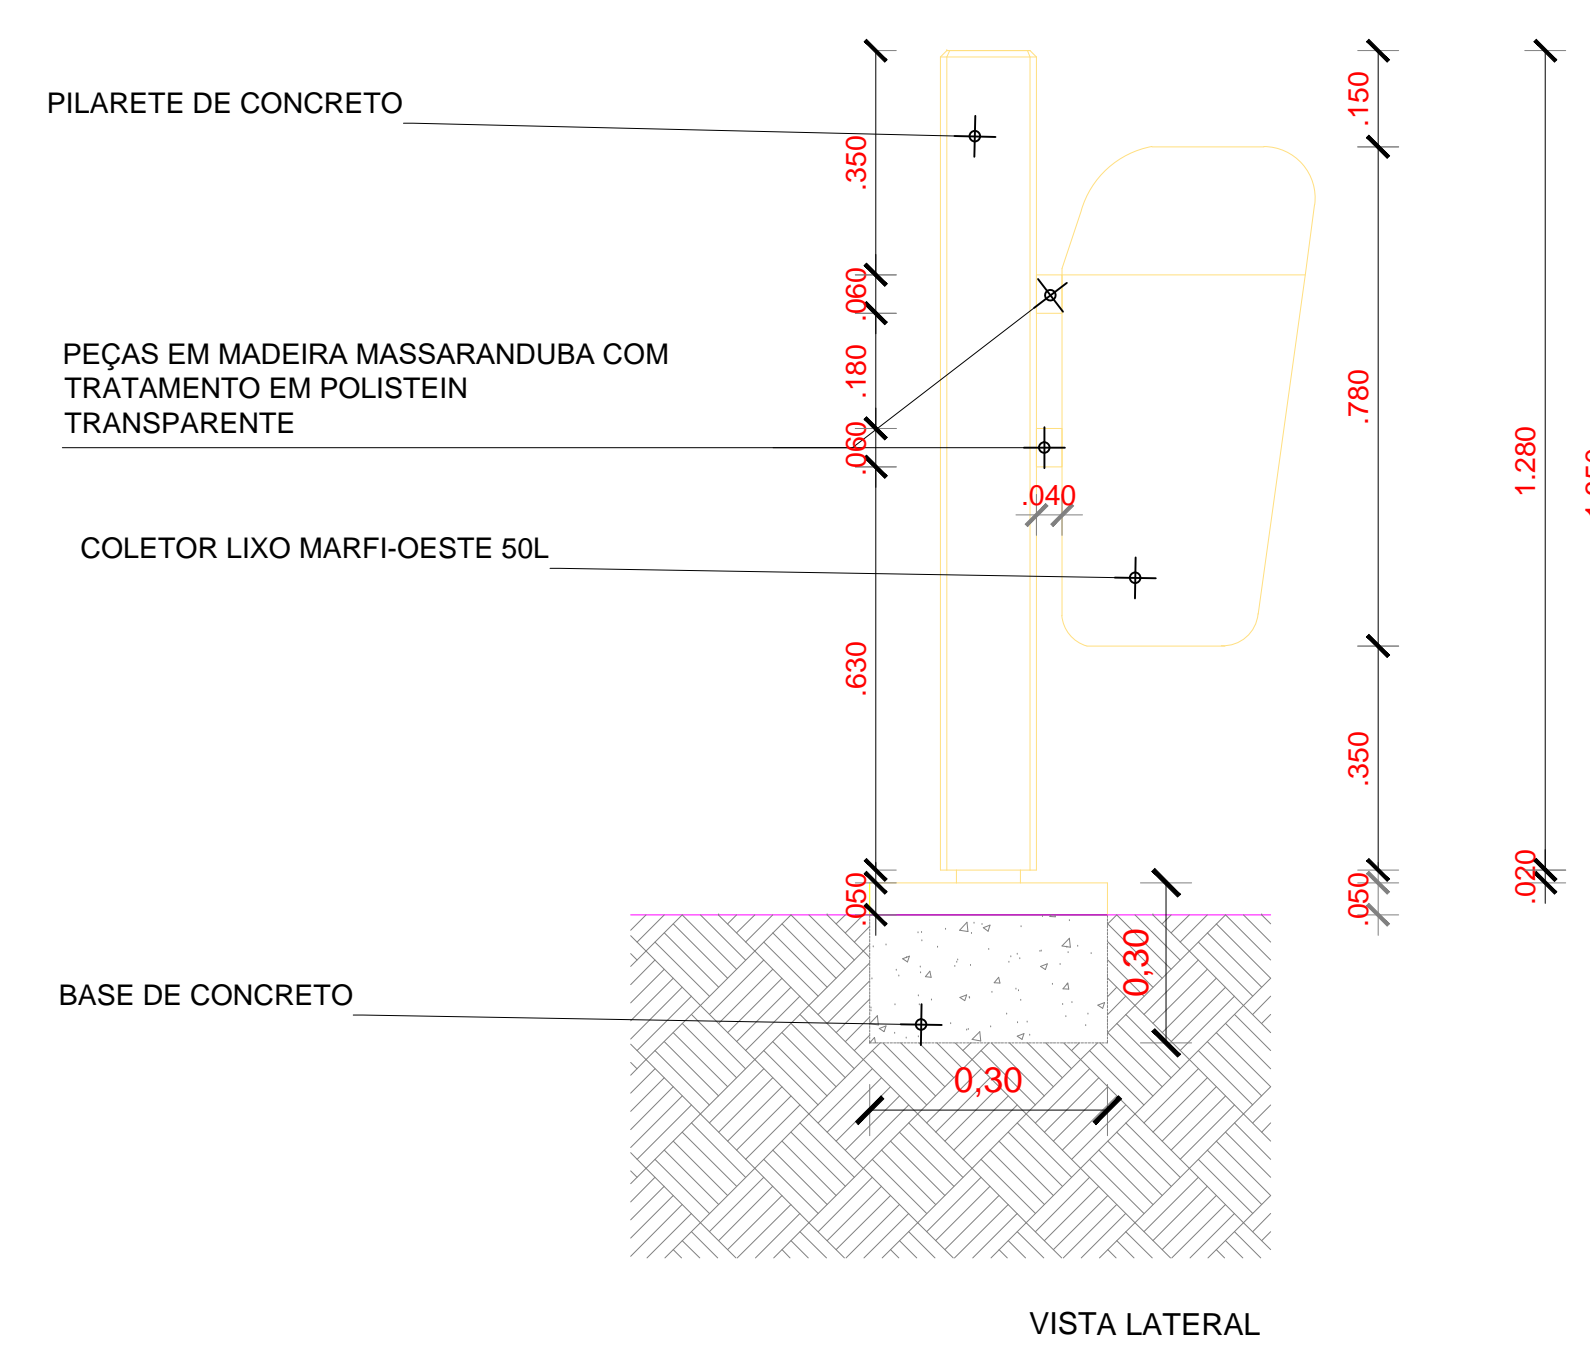 PILARETE DE CONCRETO
.350
.150
.060
PEÇAS EM MADEIRA MASSARANDUBA COM
TRATAMENTO EM POLISTEIN
TRANSPARENTE
.180
.780
.060
1.280
.040
COLETOR LIXO MARFI-OESTE 50L
.630
.350
.050
.050
.020
0,30
BASE DE CONCRETO
0,30
VISTA LATERAL